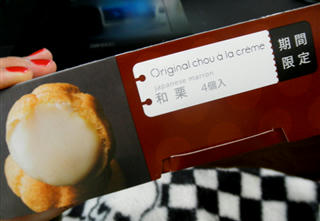 Original chou à la crème
japanese marron
和栗 4個入
期間
限定